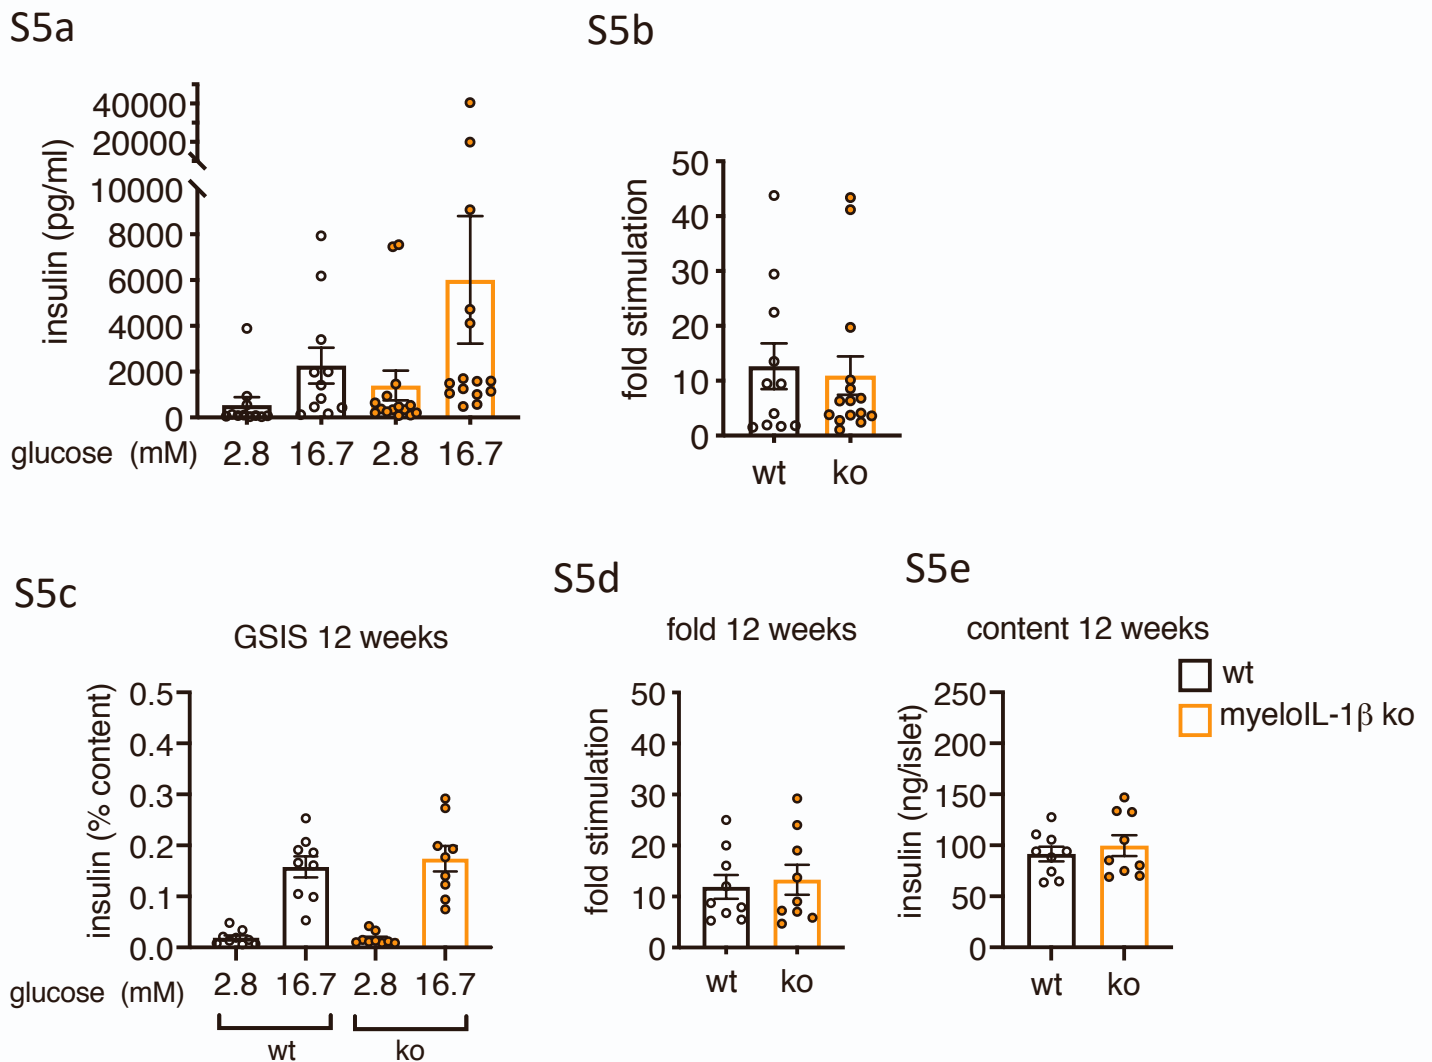 S5a
S5b
insulin (pg/ml)
40000
20000
10000
8000
6000
4000
2000
0
glucose (mM) 2.8 16.7 2.8 16.7
fold stimulation
50
40
30
20
10
0
wt ko
S5c
GSIS 12 weeks
insulin (% content)
0.5
0.4
0.3
0.2
0.1
0.0
glucose (mM) 2.8 16.7 2.8 16.7
wt ko
S5d
fold 12 weeks
fold stimulation
50
40
30
20
10
0
wt ko
S5e
content 12 weeks
insulin (ng/islet)
250
200
150
100
50
0
wt ko
wt
myeloIL-1β ko